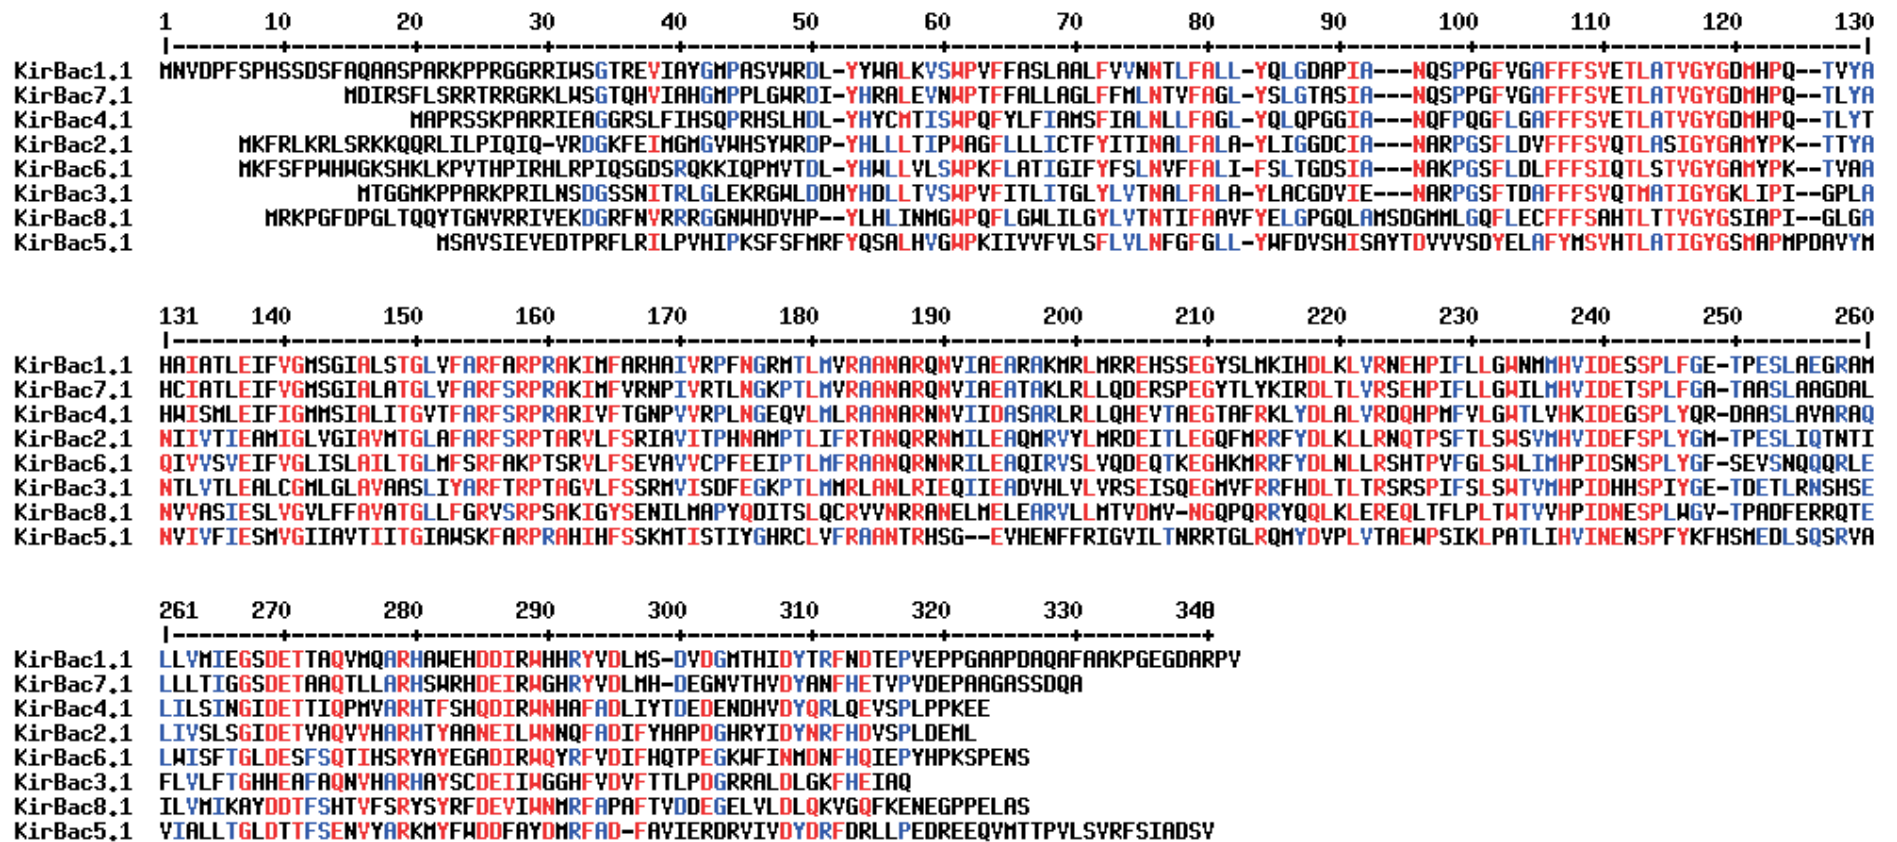 1 10 20 30 40 50 60 70 80 90 100 110 120 130
KirBac1.1 MNVDPFSPHSSDSFAQAASPARKPPRGGRRIWSGTREVIAYGMPASVWRDL-YYWALKVSWPVFFASLAALFVVNNTLFALL-YQLGDAPIA---NQSPPGFVGAFFFSVETLATVGYGDMHPQ--TVYA
KirBac7.1 MDIRSFLSRRTRRGRKLWSGTQHVIAHGMPPLGWRDI-YHRALEVNWPTFFALLAGLFFMLNTVFAGL-YSLGTASIA---NQSPPGFVGAFFFSVETLATVGYGDMHPQ--TLYA
KirBac4.1 MAPRSSKPARRIEAGGRSLFIHSQPRHSLHDL-YHYCMTISWPQFYLFIAMSFIALNLLFAGL-YQLQPGGIA---NQFPQGFLGAFFFSVETLATVGYGDMHPQ--TLYT
KirBac2.1 MKFRLKRLSRKKQQRLILPIQIQ-VRDGKFEIMGMGVWHSYWRDP-YHLLLTIPWAGFLLLICTFYITINALFALA-YLIGGDCIA---NAKPGSFLDVFFFSVQTLASIGYGAMYPK--TTYA
KirBac6.1 MKFSFPWHWGKSHKLKPVTHPIRHLRPIQSGDSRQKKIQPMVTDL-YHWLLVLSWPKFLATIGIFYFSLNVFFALI-FSLTGDSIA---NAKPGSFLDLFFFSIQTLSTVGYGAMYPK--TVAA
KirBac3.1 MTGGMKPPARKPRILNSDGSSNITRLGLEKRGWLDDHYHDLLTVSWPVFITLITGLYLVTNALFALA-YLACGDVIE---NARPGSFTDAFFFSVQTMATIGYGKLIPI--GPLA
KirBac8.1 MRKPGFDPGLTQQYTGNVRRIVEKDGRFNVRRRGGNWHDVHP--YLHLINMGWPQFLGWLILGYLVTNTIFAAVFYELGPGQLAMSDGMMLGQFLECFFFSAHTLTTVGYGSIAPI--GLGA
KirBac5.1 MSAVSIEVEDTPRFLRILPVHIPKSFSFMRFYQSALHVGWPKIIVVFVLSFLVLNFGFGLL-YWFDVSHISAYTDVVVSDYELAFYMSVHTLATIGYGSMAPMPDAVYM
131 140 150 160 170 180 190 200 210 220 230 240 250 260
KirBac1.1 HAIATLEIFVGMSGIALSTGLVFARFARPRAKIMFARHAIVRPFNGRMTLMVRAANARQNVIAEARAKMRLMRREHSSEGYSLMKIHDLKLVRNEHPIFLLGWNMMHVIDESSPLFGE-TPESLAEGRAM
KirBac7.1 HCIATLEIFVGMSGIALATGLVFARFSRPRAKIMFVRNPIVRTLNGKPTLMVRAANARQNVIAEATAKLRLLQDERSPEGYTLYKIRDLTLVRSEHPIFLLGWILMHVIDETSPLFGA-TAASLAAGDAL
KirBac4.1 HWISMLEIFIGMMSIALITGVTFARFSRPRARIVFTGNPVVRPLNGEQVLMLRAANARNNVIIDASARLRLLQHEVTAEGTAFRKLYDLALVRDQHPMFVLGWTLVHKIDEGSPLYQR-DAASLAVARAQ
KirBac2.1 NIIVTIEAMIGLVGIAVMTGLAFARFSRPTARVLFSRIAVITPHNAMPTLIFRTANQRRNMILEAQMRVYLMRDEITLEGQFMRRFYDLKLLRNQTPSFTLSWSVMHVIDEFSPLYGM-TPESLIQTNTI
KirBac6.1 QIVVSVEIFVGLISLAILTGLMFSRFAKPTSRVLFSEVAVVCPFEEIPTLMFRAANQRNNRILEAQIRVSLVQDEQTKEGHKMRRFYDLNLLRSHTPVFGLSWLIMHPIDSNSPLYGF-SEVSNQQQRLE
KirBac3.1 NTLVTLEALCGMLGLAVAASLIYARFTRPTAGVLFSSRMVISDFEGKPTLMMRLANLRIEQIIEADVHLVLVRSEISQEGMVFRRFHDLTLTRSRSPIFSLSWTVMHPIDHHSPIYGE-TDETLRNSHSE
KirBac8.1 NVVASIESLVGVLFFAVATGLLFGRVSRPSAKIGYSENILMAPYQDITSLQCRVVNRRANELMELEARVLLMTVDMV-NGQPQRRYQQLKLEREQLTFLPLTWTVVHPIDNESPLWGV-TPADFERRQTE
KirBac5.1 NVIVFIESMVGIIAVTIITGIAWSKFARPRAHIHFSSKMTISTIYGHRCLVFRAANTRHSG--EVHENFFRIGVILTNRRTGLRQMYDVPLVTAEWPSIKLPATLIHVINENSPFYKFHSMEDLSQSRVA
261 270 280 290 300 310 320 330 340
KirBac1.1 LLVMIEGSDETTAQVMQARHAWEHDDIRWHHRYVDLMS-DVDGMTHIDYTRFNDTEPVEPPGAAPDAQAFAAKPGEGDARPV
KirBac7.1 LLLTIGGSDETAAQTLLARHSWRHDEIRWGHRYVDLMH-DEGNVTHVDYANFHETVPVDEPAAGASSDQA
KirBac4.1 LILSINGIDETTIQPMVARHTFSHQDIRWNHAFADLIYTDEDENDHVDYQRLQEVSPLPPKEE
KirBac2.1 LIVSLSGIDETVAQVVHARHTYAANEILWNNQFADIFYHAPDGHRYIDYNRFHDVSPLDEML
KirBac6.1 LWISFTGLDESFSQTIHSRYAYEGADIRWQYRFVDIFHQTPEGKWFINMDNFHQIEPYHPKSPENS
KirBac3.1 FLVLFTGHHEAFAQNVHARHAYSCDEIIWGGHFVDVFTTLPDGRRALDLGKFHEIAQ
KirBac8.1 ILVMIKAYDDTFSHTVFSRYSYRFDEVIWNMRFAPAFTVDDEGELVLDLQKVGQFKENEGPPELAS
KirBac5.1 VIALLTGLDTTFSENVYARKMYFWDDFAYDMRFAD-FAVIERDRVIVDYDRFDRLLPEDREEQVMTTPVLSVRFSIADSV